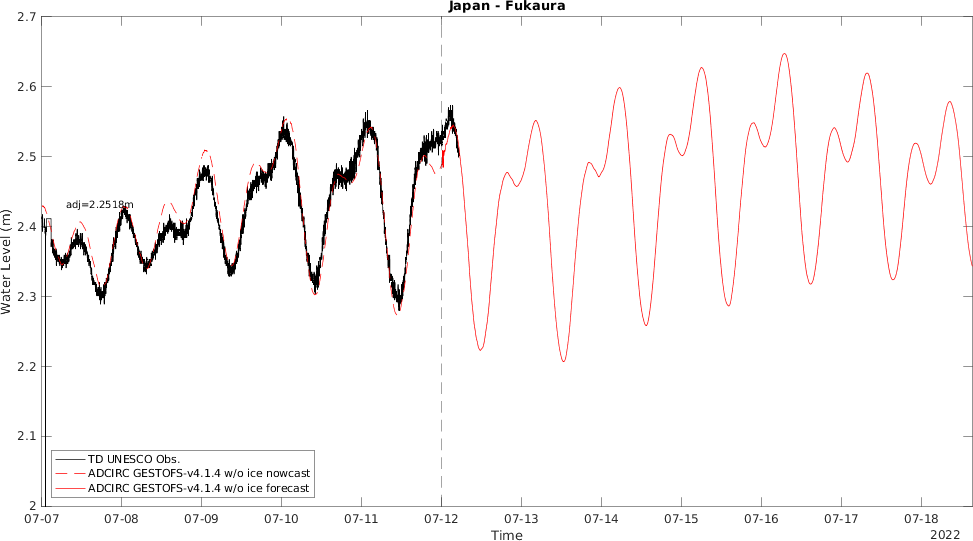 Japan - Fukaura
2.7
2.6
2.5
2.4
2.3
2.2
2.1
2
Water Level (m)
adj=2.2518m
TD UNESCO Obs.
ADCIRC GESTOFS-v4.1.4 w/o ice nowcast
ADCIRC GESTOFS-v4.1.4 w/o ice forecast
07-07 07-08 07-09 07-10 07-11 07-12 07-13 07-14 07-15 07-16 07-17 07-18
Time
2022